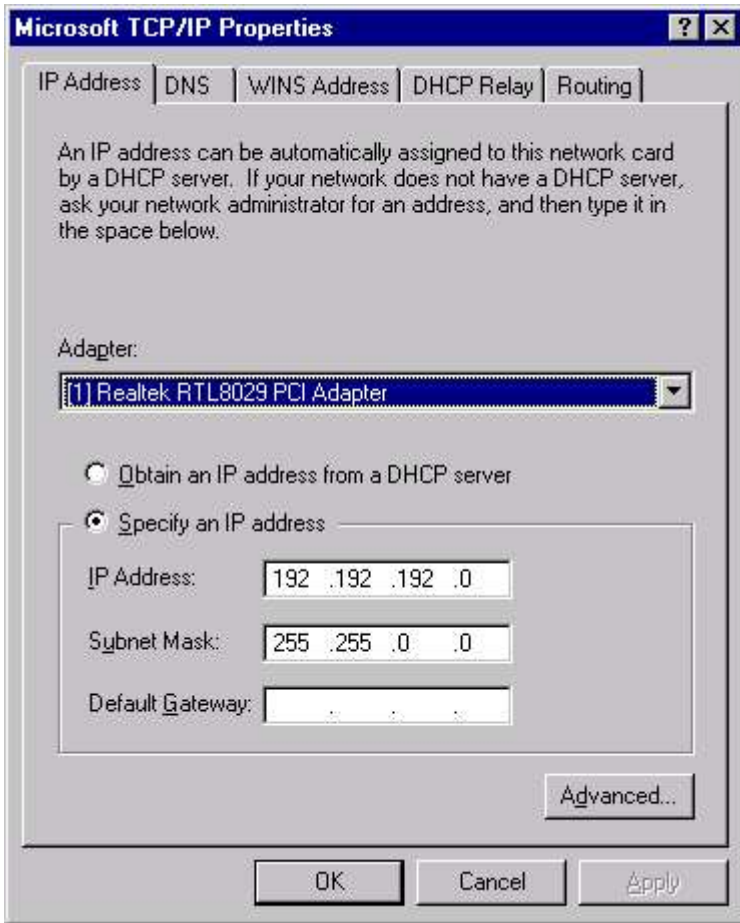 Microsoft TCP/IP Properties
IP Address DNS WINS Address DHCP Relay Routing
An IP address can be automatically assigned to this network card
by a DHCP server. If your network does not have a DHCP server,
ask your network administrator for an address, and then type it in
the space below.
Adapter:
[1] Realtek RTL8029 PCI Adapter
Obtain an IP address from a DHCP server
Specify an IP address
IP Address: 192 .192 .192 .0
Subnet Mask: 255 .255 .0 .0
Default Gateway: . . .
Advanced...
OK Cancel Apply